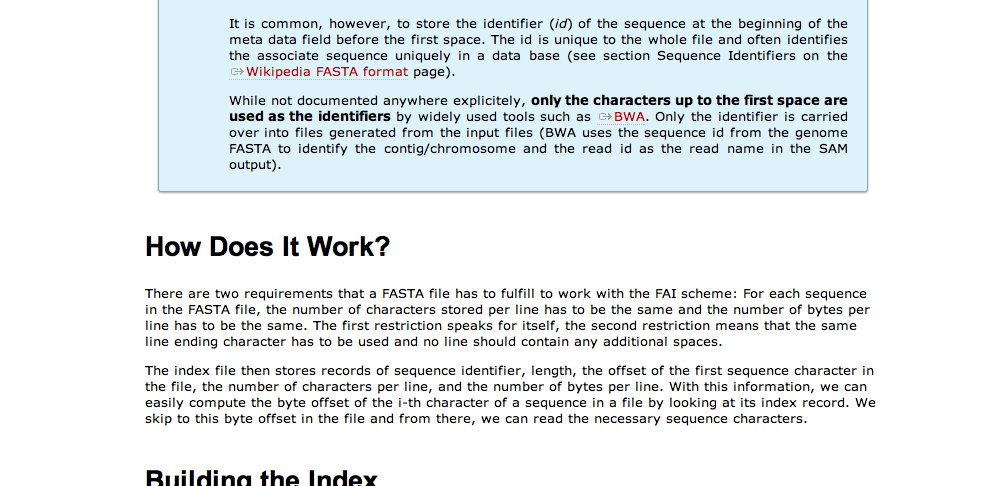 It is common, however, to store the identifier (id) of the sequence at the beginning of the
meta data field before the first space. The id is unique to the whole file and often identifies
the associate sequence uniquely in a data base (see section Sequence Identifiers on the
Wikipedia FASTA format page).
While not documented anywhere explicitely, only the characters up to the first space are
used as the identifiers by widely used tools such as BWA. Only the identifier is carried
over into files generated from the input files (BWA uses the sequence id from the genome
FASTA to identify the contig/chromosome and the read id as the read name in the SAM
output).
How Does It Work?
There are two requirements that a FASTA file has to fulfill to work with the FAI scheme: For each sequence
in the FASTA file, the number of characters stored per line has to be the same and the number of bytes per
line has to be the same. The first restriction speaks for itself, the second restriction means that the same
line ending character has to be used and no line should contain any additional spaces.
The index file then stores records of sequence identifier, length, the offset of the first sequence character in
the file, the number of characters per line, and the number of bytes per line. With this information, we can
easily compute the byte offset of the i-th character of a sequence in a file by looking at its index record. We
skip to this byte offset in the file and from there, we can read the necessary sequence characters.
Building the Index